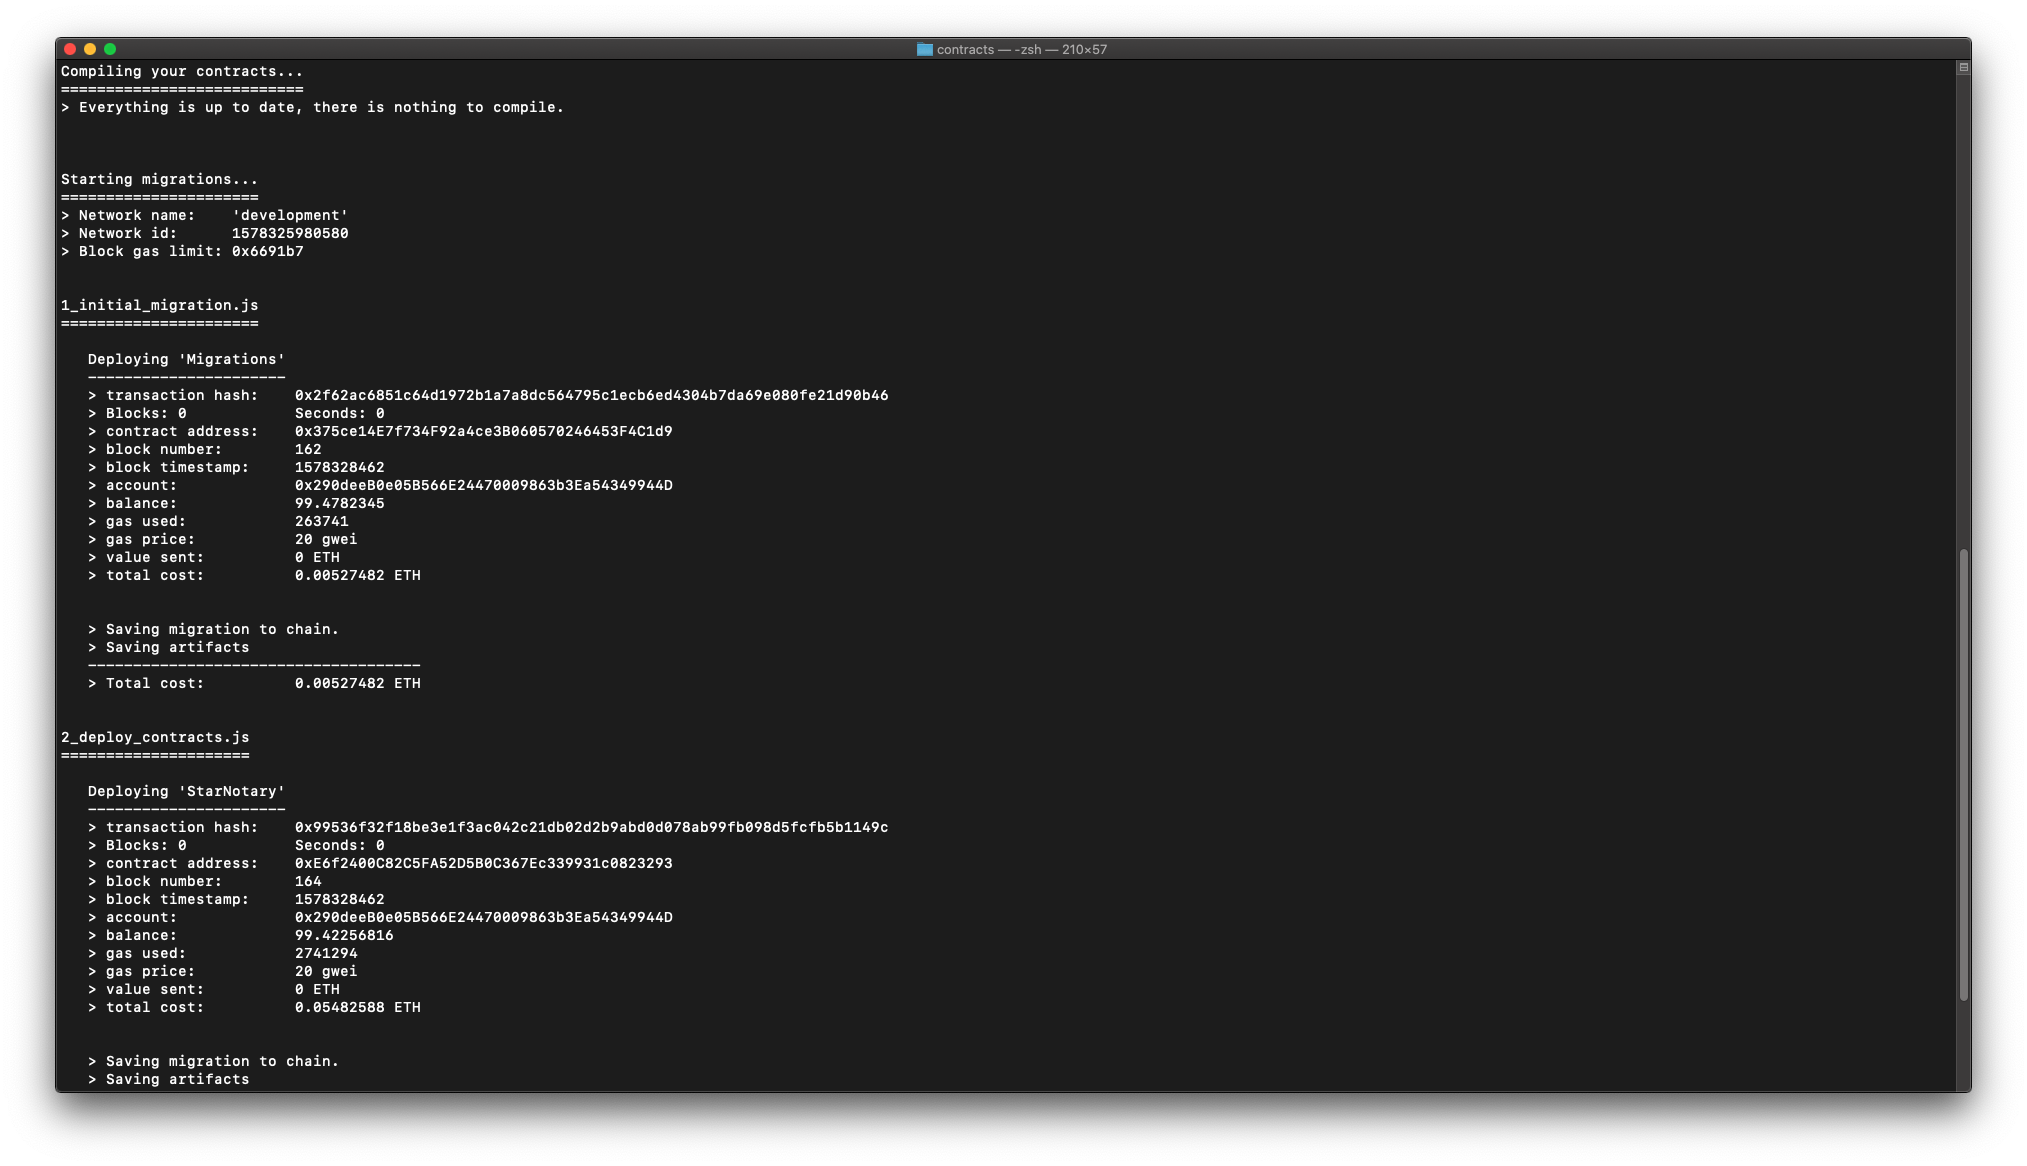 contracts — -zsh — 210×57
Compiling your contracts...
===========================
> Everything is up to date, there is nothing to compile.
Starting migrations...
======================
> Network name:    'development'
> Network id:      1578325980580
> Block gas limit: 0x6691b7
1_initial_migration.js
======================
   Deploying 'Migrations'
   ----------------------
   > transaction hash:    0x2f62ac6851c64d1972b1a7a8dc564795c1ecb6ed4304b7da69e080fe21d90b46
   > Blocks: 0            Seconds: 0
   > contract address:    0x375ce14E7f734F92a4ce3B060570246453F4C1d9
   > block number:        162
   > block timestamp:     1578328462
   > account:             0x290deeB0e05B566E24470009863b3Ea54349944D
   > balance:             99.4782345
   > gas used:            263741
   > gas price:           20 gwei
   > value sent:          0 ETH
   > total cost:          0.00527482 ETH
   > Saving migration to chain.
   > Saving artifacts
   -------------------------------------
   > Total cost:          0.00527482 ETH
2_deploy_contracts.js
=====================
   Deploying 'StarNotary'
   ----------------------
   > transaction hash:    0x99536f32f18be3e1f3ac042c21db02d2b9abd0d078ab99fb098d5fcfb5b1149c
   > Blocks: 0            Seconds: 0
   > contract address:    0xE6f2400C82C5FA52D5B0C367Ec339931c0823293
   > block number:        164
   > block timestamp:     1578328462
   > account:             0x290deeB0e05B566E24470009863b3Ea54349944D
   > balance:             99.42256816
   > gas used:            2741294
   > gas price:           20 gwei
   > value sent:          0 ETH
   > total cost:          0.05482588 ETH
   > Saving migration to chain.
   > Saving artifacts